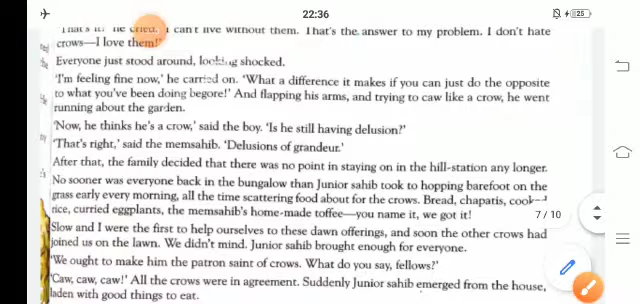 22:36
25
That's it!' he cried. 'I can't live without them. That's the answer to my problem. I don't hate
crows—I love them!'
Everyone just stood around, looking shocked.
'I'm feeling fine now,' he carried on. 'What a difference it makes if you can just do the opposite
to what you've been doing begore!' And flapping his arms, and trying to caw like a crow, he went
running about the garden.
'Now, he thinks he's a crow,' said the boy. 'Is he still having delusion?'
'That's right,' said the memsahib. 'Delusions of grandeur.'
After that, the family decided that there was no point in staying on in the hill-station any longer.
No sooner was everyone back in the bungalow than Junior sahib took to hopping barefoot on the
grass early every morning, all the time scattering food about for the crows. Bread, chapatis,
rice, curried eggplants, the memsahib's home-made toffee—you name it, we got it!
7 / 10
Slow and I were the first to help ourselves to these dawn offerings, and soon the other crows had
joined us on the lawn. We didn't mind. Junior sahib brought enough for everyone.
'We ought to make him the patron saint of crows. What do you say, fellows?'
'Caw, caw, caw!' All the crows were in agreement. Suddenly Junior sahib emerged from the house,
laden with good things to eat.